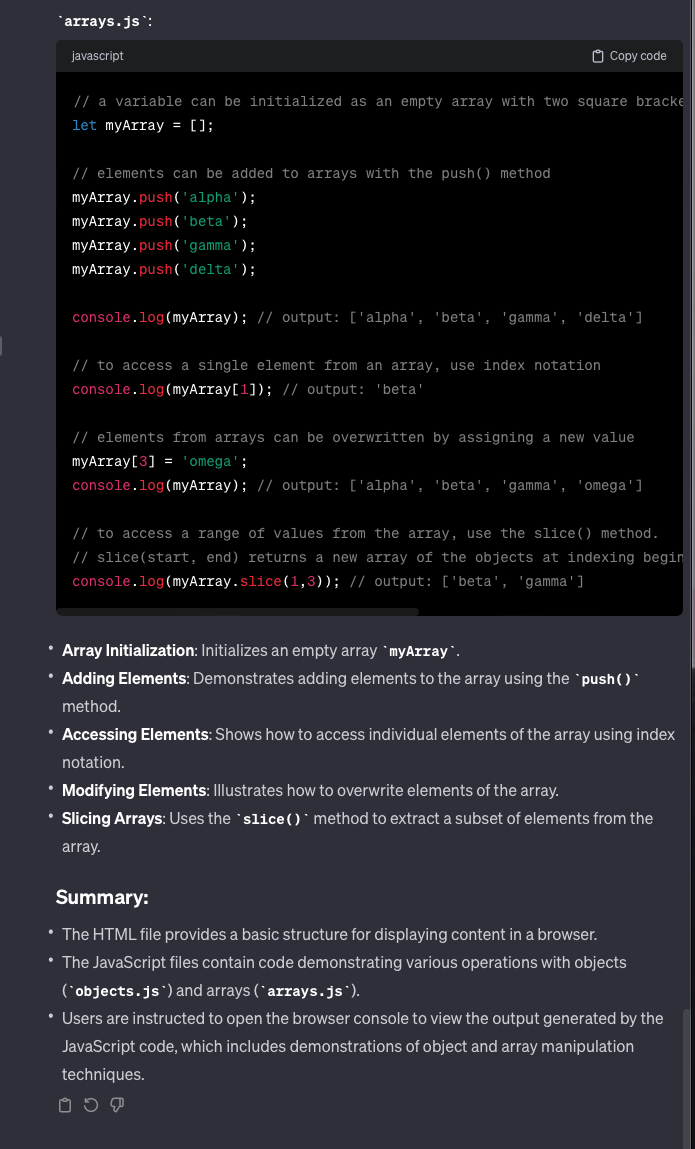 `arrays.js`:
javascript
Copy code
// a variable can be initialized as an empty array with two square
let myArray = [];
// elements can be added to arrays with the push() method
myArray.push('alpha');
myArray.push('beta');
myArray.push('gamma');
myArray.push('delta');
console.log(myArray); // output: ['alpha', 'beta', 'gamma', 'delta']
// to access a single element from an array, use index notation
console.log(myArray[1]); // output: 'beta'
// elements from arrays can be overwritten by assigning a new value
myArray[3] = 'omega';
console.log(myArray); // output: ['alpha', 'beta', 'gamma', 'omega']
// to access a range of values from the array, use the slice() method.
// slice(start, end) returns a new array of the objects at indexing begin
console.log(myArray.slice(1,3)); // output: ['beta', 'gamma']
• Array Initialization: Initializes an empty array `myArray`.
• Adding Elements: Demonstrates adding elements to the array using the `push()`
method.
• Accessing Elements: Shows how to access individual elements of the array using index
notation.
• Modifying Elements: Illustrates how to overwrite elements of the array.
• Slicing Arrays: Uses the `slice()` method to extract a subset of elements from the
array.
Summary:
• The HTML file provides a basic structure for displaying content in a browser.
• The JavaScript files contain code demonstrating various operations with objects
(`objects.js`) and arrays (`arrays.js`).
• Users are instructed to open the browser console to view the output generated by the
JavaScript code, which includes demonstrations of object and array manipulation
techniques.